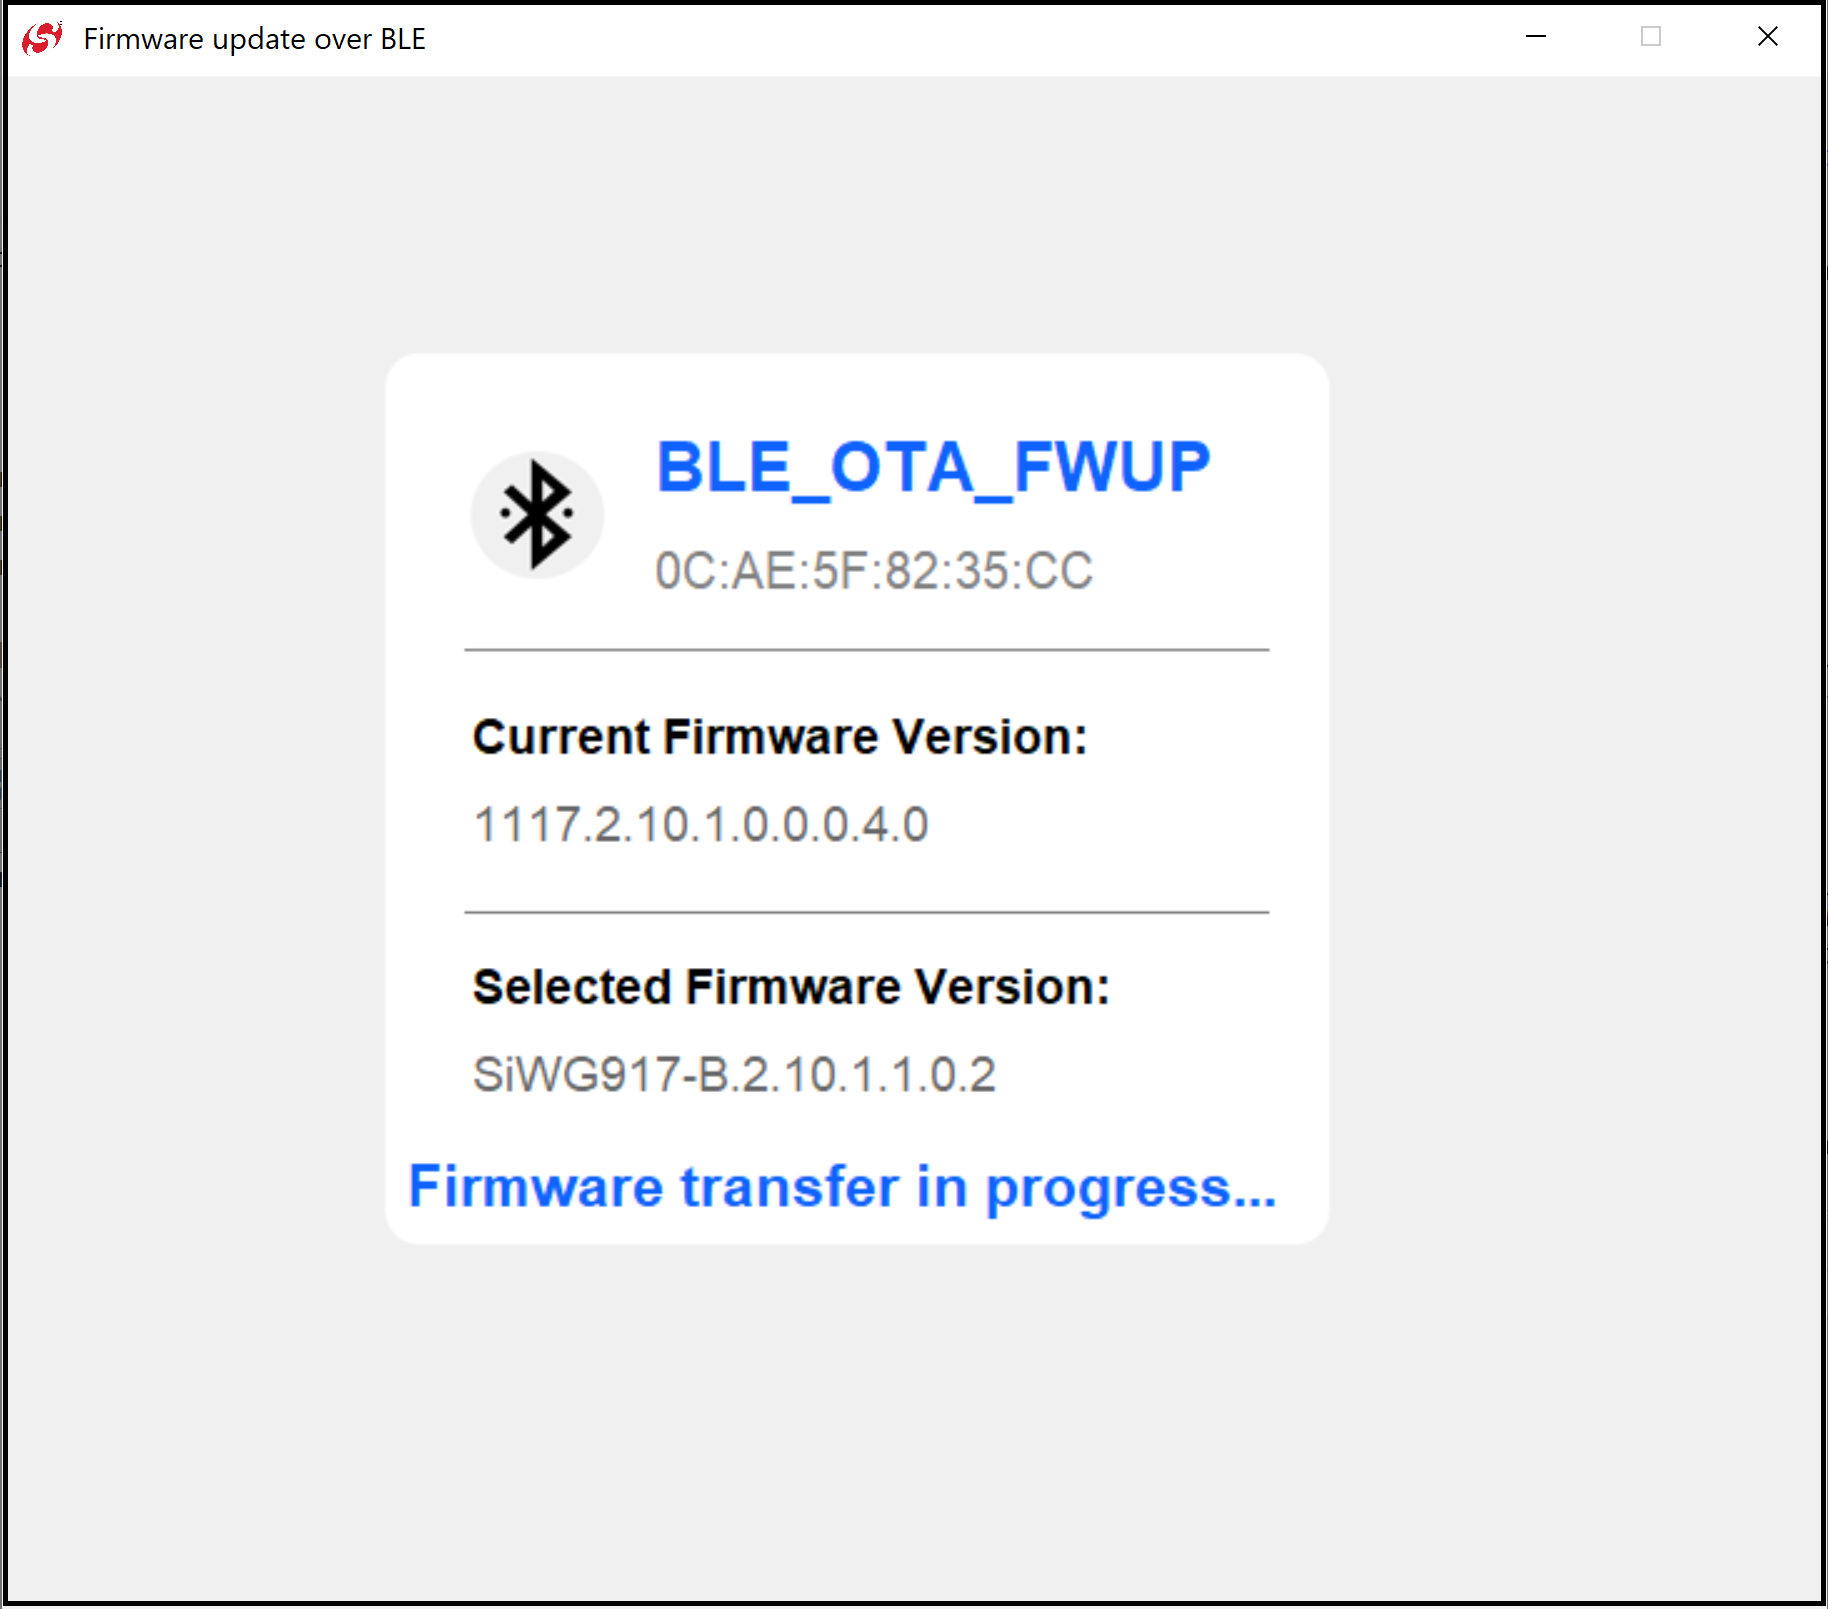 Firmware update over BLE
BLE_OTA_FWUP
0C:AE:5F:82:35:CC
Current Firmware Version:
1117.2.10.1.0.0.0.4.0
Selected Firmware Version:
SiWG917-B.2.10.1.1.0.2
Firmware transfer in progress...